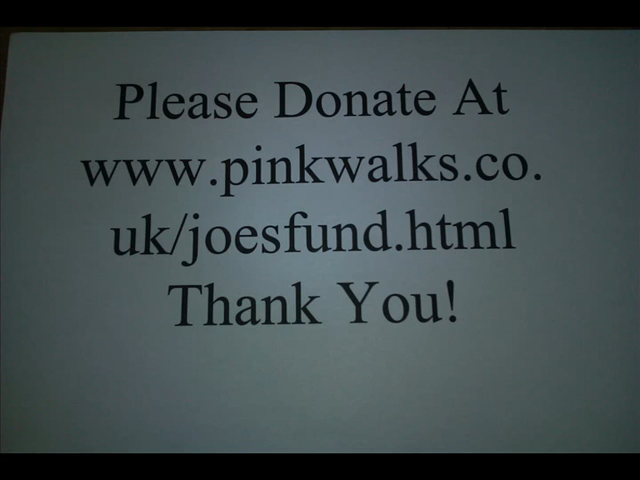 Please Donate At
www.pinkwalks.co.
uk/joesfund.html
Thank You!